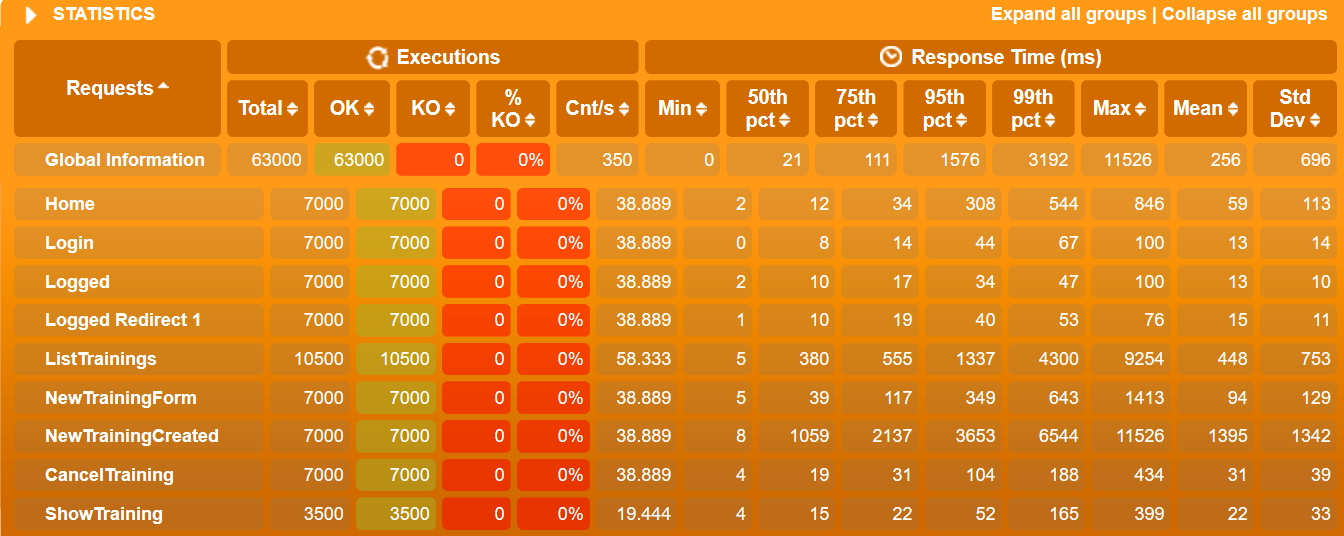 STATISTICS Expand all groups | Collapse all groups
Requests Executions Response Time (ms)
Total OK KO % KO Cnt/s Min 50th pct 75th pct 95th pct 99th pct Max Mean Std Dev
Global Information 63000 63000 0 0% 350 0 21 111 1576 3192 11526 256 696
Home 7000 7000 0 0% 38.889 2 12 34 308 544 846 59 113
Login 7000 7000 0 0% 38.889 0 8 14 44 67 100 13 14
Logged 7000 7000 0 0% 38.889 2 10 17 34 47 100 13 10
Logged Redirect 1 7000 7000 0 0% 38.889 1 10 19 40 53 76 15 11
ListTrainings 10500 10500 0 0% 58.333 5 380 555 1337 4300 9254 448 753
NewTrainingForm 7000 7000 0 0% 38.889 5 39 117 349 643 1413 94 129
NewTrainingCreated 7000 7000 0 0% 38.889 8 1059 2137 3653 6544 11526 1395 1342
CancelTraining 7000 7000 0 0% 38.889 4 19 31 104 188 434 31 39
ShowTraining 3500 3500 0 0% 19.444 4 15 22 52 165 399 22 33